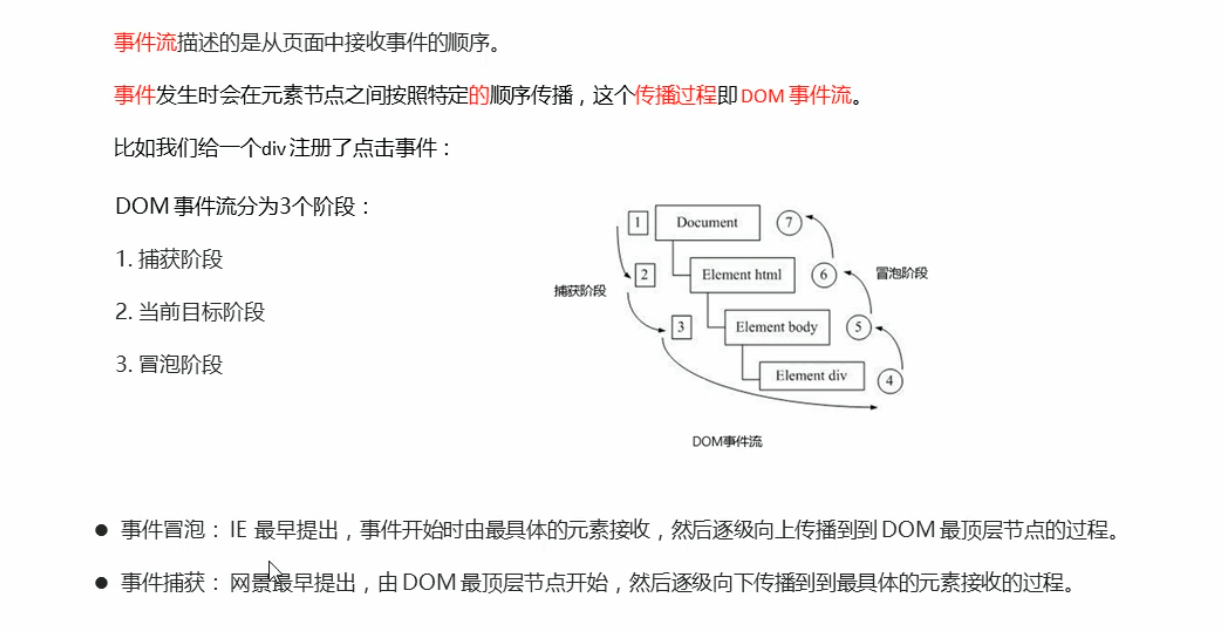 事件流描述的是从页面中接收事件的顺序。
事件发生时会在元素节点之间按照特定的顺序传播，这个传播过程即DOM 事件流。
比如我们给一个div 注册了点击事件：
DOM 事件流分为3个阶段：
1. 捕获阶段
2. 当前目标阶段
3. 冒泡阶段
1 Document 7
2 Element html 6 冒泡阶段
捕获阶段
3 Element body 5
Element div 4
DOM事件流
● 事件冒泡： IE 最早提出，事件开始时由最具体的元素接收，然后逐级向上传播到到 DOM 最顶层节点的过程。
● 事件捕获： 网景最早提出，由 DOM 最顶层节点开始，然后逐级向下传播到到最具体的元素接收的过程。